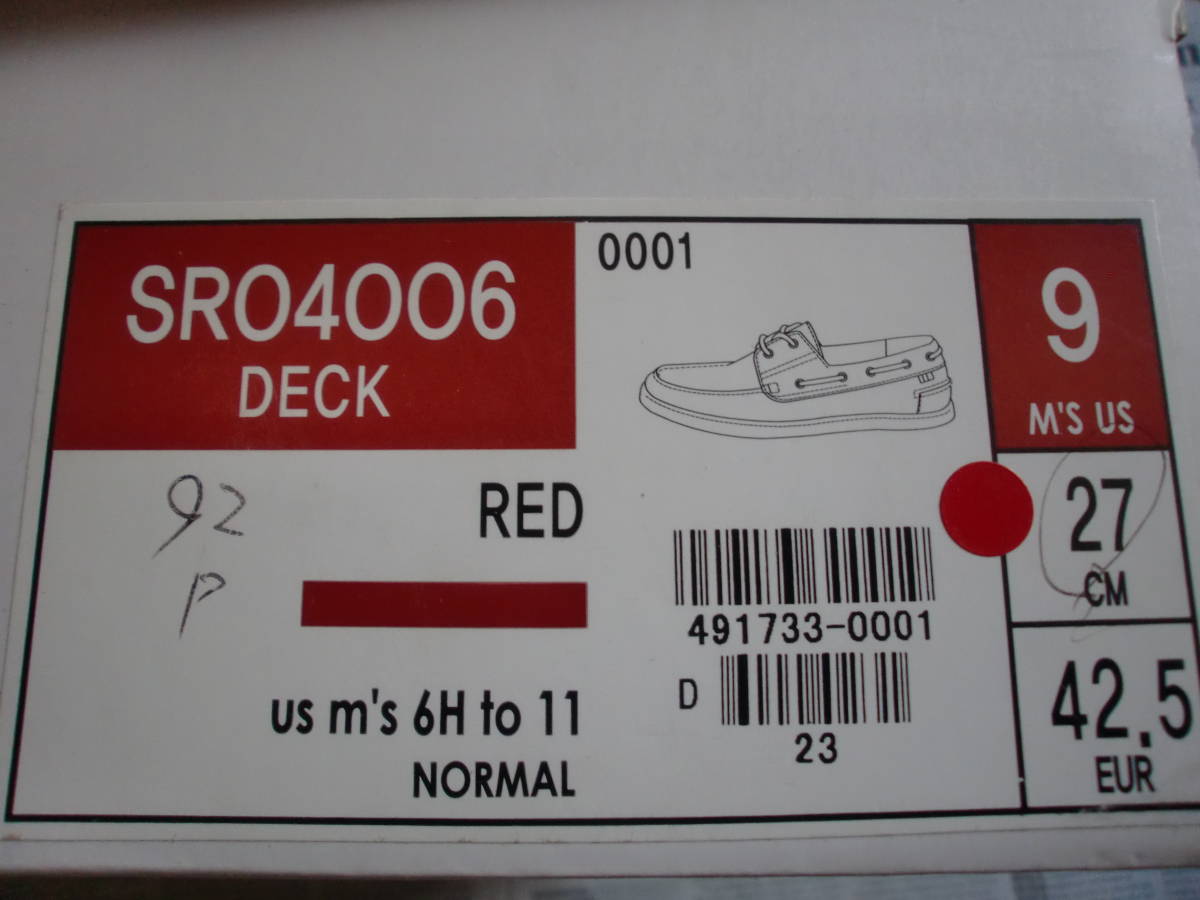 SR04006
DECK
0001
9
M'S US
92
P
RED
27
CM
491733-0001
D
23
us m's 6H to 11
NORMAL
42.5
EUR